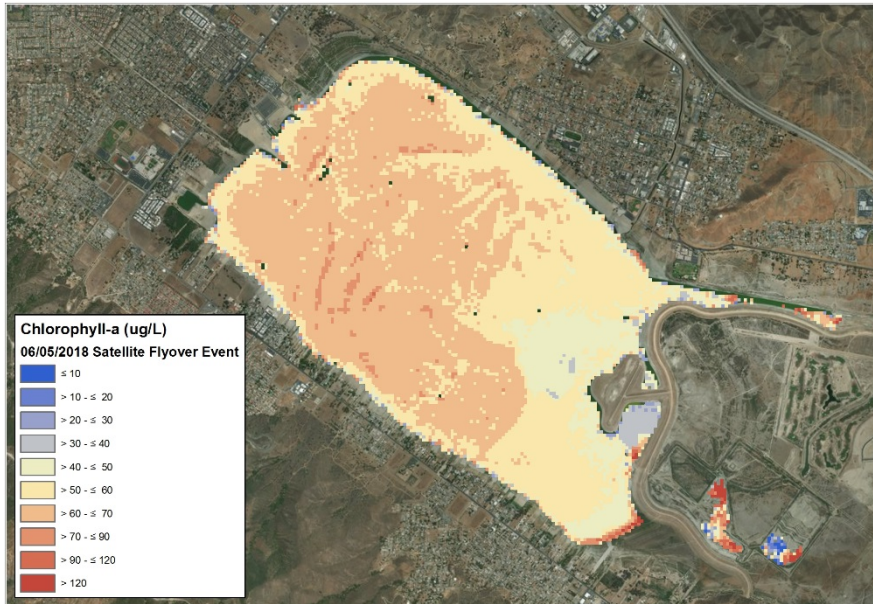 Chlorophyll-a (ug/L)
06/05/2018 Satellite Flyover Event
≤ 10
> 10 - ≤ 20
> 20 - ≤ 30
> 30 - ≤ 40
> 40 - ≤ 50
> 50 - ≤ 60
> 60 - ≤ 70
> 70 - ≤ 90
> 90 - ≤ 120
> 120